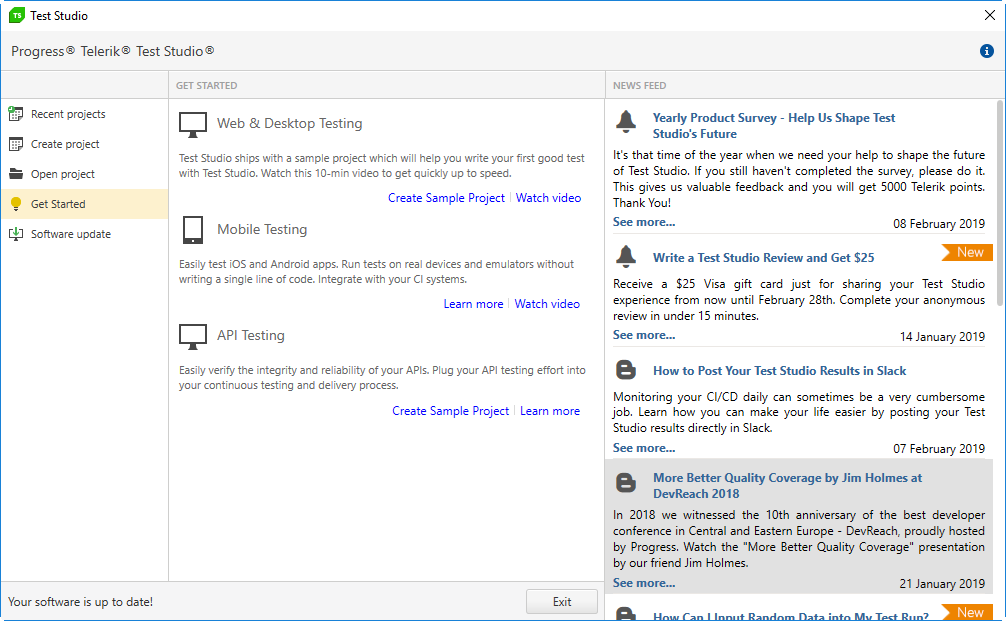 TS Test Studio
Progress® Telerik® Test Studio®
Recent projects
Create project
Open project
Get Started
Software update
GET STARTED
Web & Desktop Testing
Test Studio ships with a sample project which will help you write your first good test
with Test Studio. Watch this 10-min video to get quickly up to speed.
Create Sample Project | Watch video
Mobile Testing
Easily test iOS and Android apps. Run tests on real devices and emulators without
writing a single line of code. Integrate with your CI systems.
Learn more | Watch video
API Testing
Easily verify the integrity and reliability of your APIs. Plug your API testing effort into
your continuous testing and delivery process.
Create Sample Project | Learn more
NEWS FEED
Yearly Product Survey - Help Us Shape Test
Studio's Future
It's that time of the year when we need your help to shape the future
of Test Studio. If you still haven't completed the survey, please do it.
This gives us valuable feedback and you will get 5000 Telerik points.
Thank You!
See more...
08 February 2019
New
Write a Test Studio Review and Get $25
Receive a $25 Visa gift card just for sharing your Test Studio
experience from now until February 28th. Complete your anonymous
review in under 15 minutes.
See more...
14 January 2019
How to Post Your Test Studio Results in Slack
Monitoring your CI/CD daily can sometimes be a very cumbersome
job. Learn how you can make your life easier by posting your Test
Studio results directly in Slack.
See more...
07 February 2019
More Better Quality Coverage by Jim Holmes at
DevReach 2018
In 2018 we witnessed the 10th anniversary of the best developer
conference in Central and Eastern Europe - DevReach, proudly hosted
by Progress. Watch the "More Better Quality Coverage" presentation
by our friend Jim Holmes.
See more...
21 January 2019
New
How Can I Input Random Data into My Test Run?
Your software is up to date!
Exit